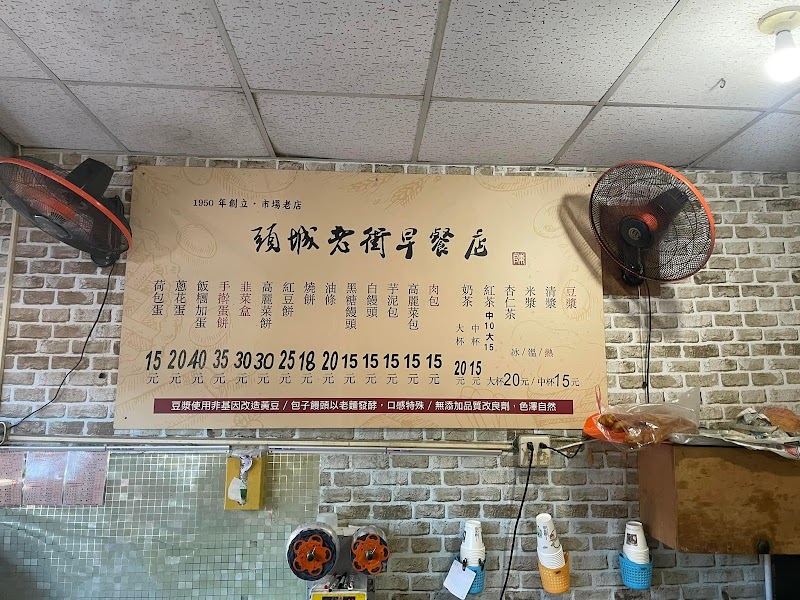 1950 年創立・市場老店
頭城老街早餐店
豆漿
清漿
米漿
杏仁茶
冰/溫/熱
大杯20元/中杯15元
紅茶中10大15
奶茶
中杯
15元
大杯
20元
肉包
15元
高麗菜包
15元
芋泥包
15元
白饅頭
15元
黑糖饅頭
15元
油條
20元
燒餅
18元
紅豆餅
25元
高麗菜餅
30元
韭菜盒
30元
手擀蛋餅
35元
飯糰加蛋
40元
蔥花蛋
20元
荷包蛋
15元
豆漿使用非基因改造黃豆/包子饅頭以老麵發酵,口感特殊/無添加品質改良劑,色澤自然